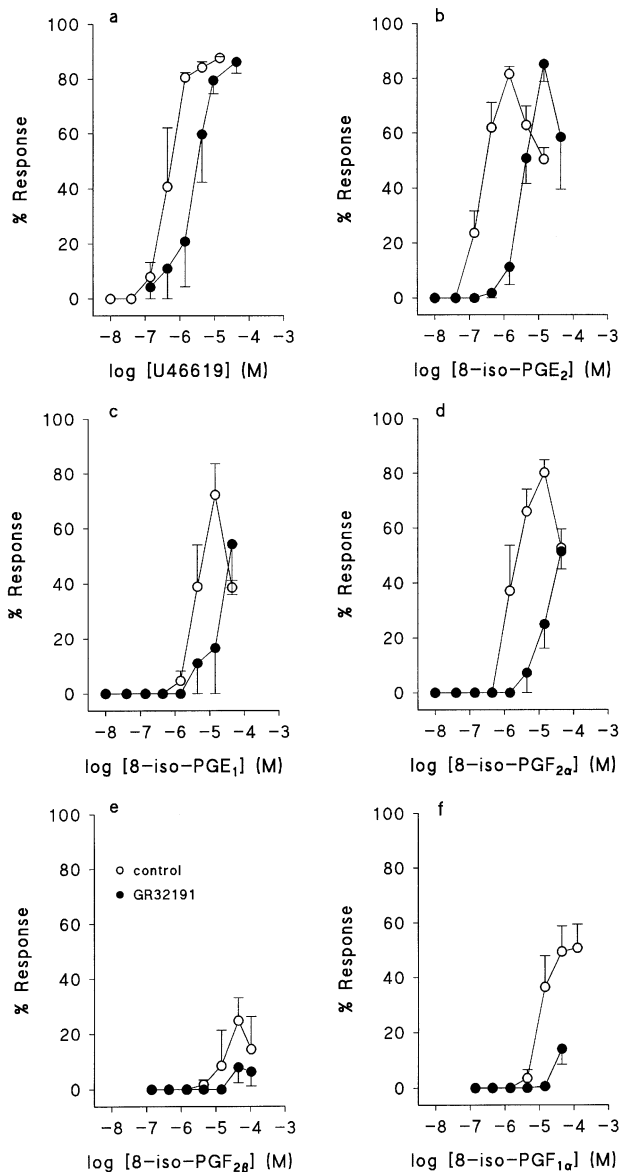 a
b
100
80
60
40
20
0
% Response
-8 -7 -6 -5 -4 -3
log [U46619] (M)
100
80
60
40
20
0
% Response
-8 -7 -6 -5 -4 -3
log [8-iso-PGE₂] (M)
c
d
100
80
60
40
20
0
% Response
-8 -7 -6 -5 -4 -3
log [8-iso-PGE₁] (M)
100
80
60
40
20
0
% Response
-8 -7 -6 -5 -4 -3
log [8-iso-PGF₂α] (M)
e
f
100
80
60
40
20
0
% Response
control
GR32191
-8 -7 -6 -5 -4 -3
log [8-iso-PGF₂β] (M)
100
80
60
40
20
0
% Response
-8 -7 -6 -5 -4 -3
log [8-iso-PGF₁α] (M)